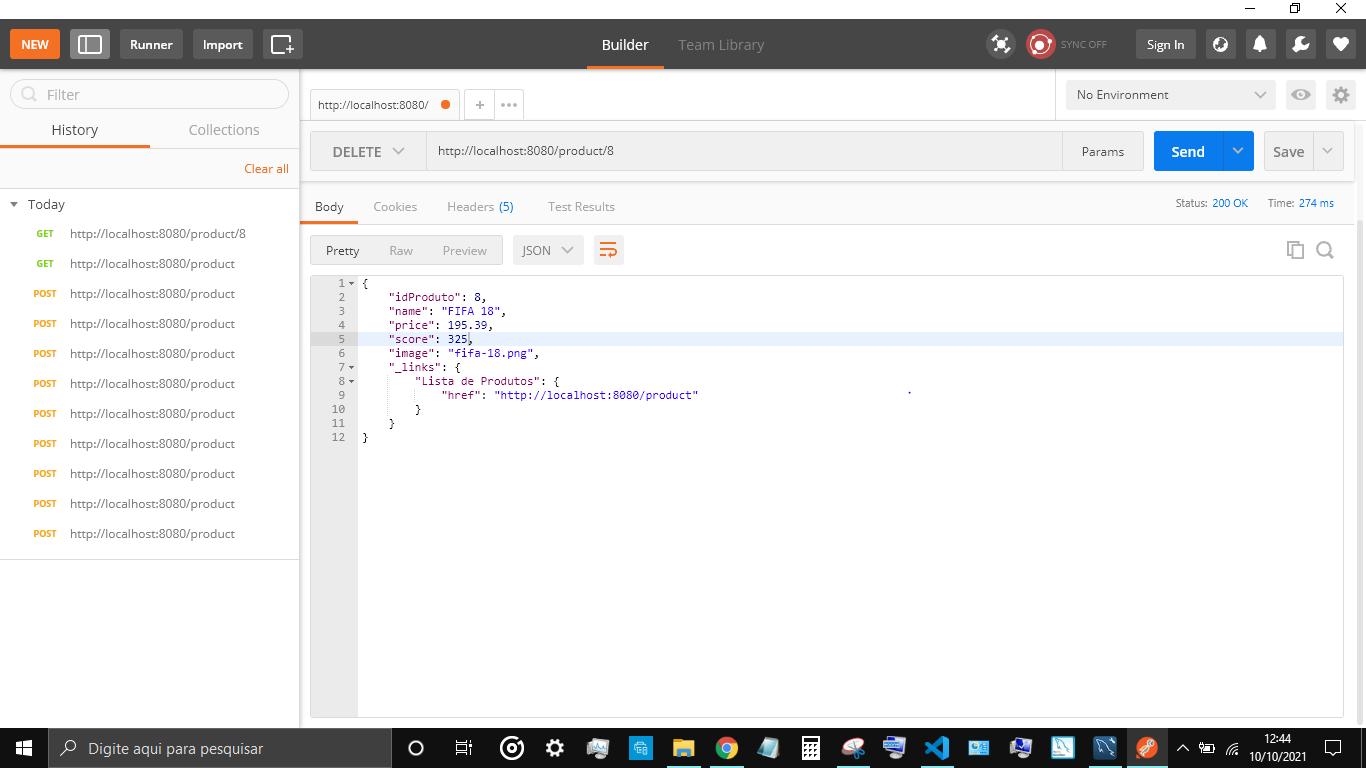 NEW Runner Import Builder Team Library SYNC OFF Sign In
Filter
http://localhost:8080/ + ••• No Environment
History Collections
DELETE http://localhost:8080/product/8 Params Send Save
Clear all
Today
Body Cookies Headers (5) Test Results Status: 200 OK Time: 274 ms
GET http://localhost:8080/product/8
GET http://localhost:8080/product
POST http://localhost:8080/product
POST http://localhost:8080/product
POST http://localhost:8080/product
POST http://localhost:8080/product
POST http://localhost:8080/product
POST http://localhost:8080/product
POST http://localhost:8080/product
POST http://localhost:8080/product
POST http://localhost:8080/product
Pretty Raw Preview JSON
1 {
2 "idProduto": 8,
3 "name": "FIFA 18",
4 "price": 195.39,
5 "score": 325,
6 "image": "fifa-18.png",
7 "_links": {
8 "Lista de Produtos": {
9 "href": "http://localhost:8080/product"
10 }
11 }
12 }
Digite aqui para pesquisar
12:44
10/10/2021